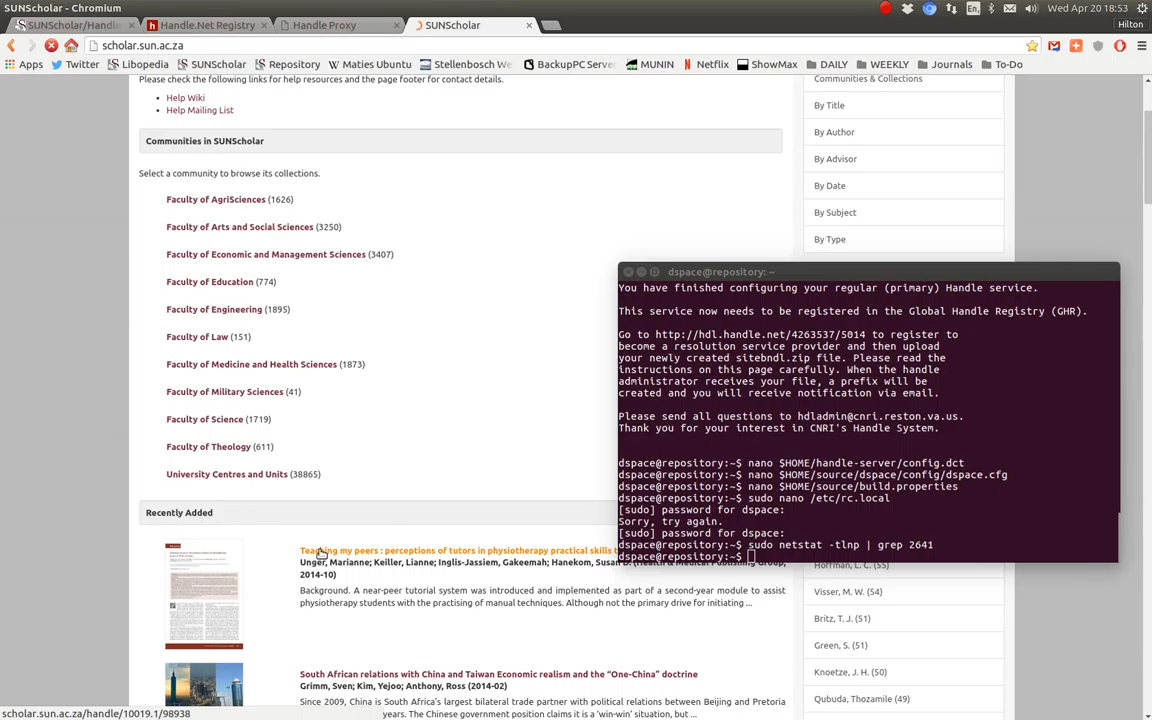 SUNScholar - Chromium
En
Wed Apr 20 18:53
SUNScholar/Handle
Handle.Net Registry
Handle Proxy
SUNScholar
Hilton
scholar.sun.ac.za
Apps
Twitter
Libopedia
SUNScholar
Repository
Maties Ubuntu
Stellenbosch We
BackupPC Serve
MUNIN
Netflix
ShowMax
DAILY
WEEKLY
Journals
To-Do
Please check the following links for help resources and the page footer for contact details.
Help Wiki
Help Mailing List
Communities in SUNScholar
Select a community to browse its collections.
Faculty of AgriSciences (1626)
Faculty of Arts and Social Sciences (3250)
Faculty of Economic and Management Sciences (3407)
Faculty of Education (774)
Faculty of Engineering (1895)
Faculty of Law (151)
Faculty of Medicine and Health Sciences (1873)
Faculty of Military Sciences (41)
Faculty of Science (1719)
Faculty of Theology (611)
University Centres and Units (38865)
Recently Added
Teaching my peers : perceptions of tutors in physiotherapy practical skills t
Unger, Marianne; Keiller, Lianne; Inglis-Jassiem, Gakeemah; Hanekom, Susan D. (Health & Medical Publishing Group,
2014-10)
Background. A near-peer tutorial system was introduced and implemented as part of a second-year module to assist
physiotherapy students with the practising of manual techniques. Although not the primary drive for initiating ...
South African relations with China and Taiwan Economic realism and the “One-China” doctrine
Grimm, Sven; Kim, Yejoo; Anthony, Ross (2014-02)
Since 2009, China is South Africa's largest bilateral trade partner with political relations between Beijing and Pretoria
years. The Chinese government position claims it is a 'win-win' situation, but ...
scholar.sun.ac.za/handle/10019.1/98938
Communities & Collections
By Title
By Author
By Advisor
By Date
By Subject
By Type
dspace@repository: ~
You have finished configuring your regular (primary) Handle service.
This service now needs to be registered in the Global Handle Registry (GHR).
Go to http://hdl.handle.net/4263537/5014 to register to
become a resolution service provider and then upload
your newly created sitebndl.zip file. Please read the
instructions on this page carefully. When the handle
administrator receives your file, a prefix will be
created and you will receive notification via email.
Please send all questions to hdladmin@cnri.reston.va.us.
Thank you for your interest in CNRI's Handle System.
dspace@repository:~$ nano $HOME/handle-server/config.dct
dspace@repository:~$ nano $HOME/source/dspace/config/dspace.cfg
dspace@repository:~$ nano $HOME/source/build.properties
dspace@repository:~$ sudo nano /etc/rc.local
[sudo] password for dspace:
Sorry, try again.
[sudo] password for dspace:
dspace@repository:~$ sudo netstat -tlnp | grep 2641
dspace@repository:~$
Hoffman, L. C. (55)
Visser, M. W. (54)
Britz, T. J. (51)
Green, S. (51)
Knoetze, J. H. (50)
Qubuda, Thozamile (49)